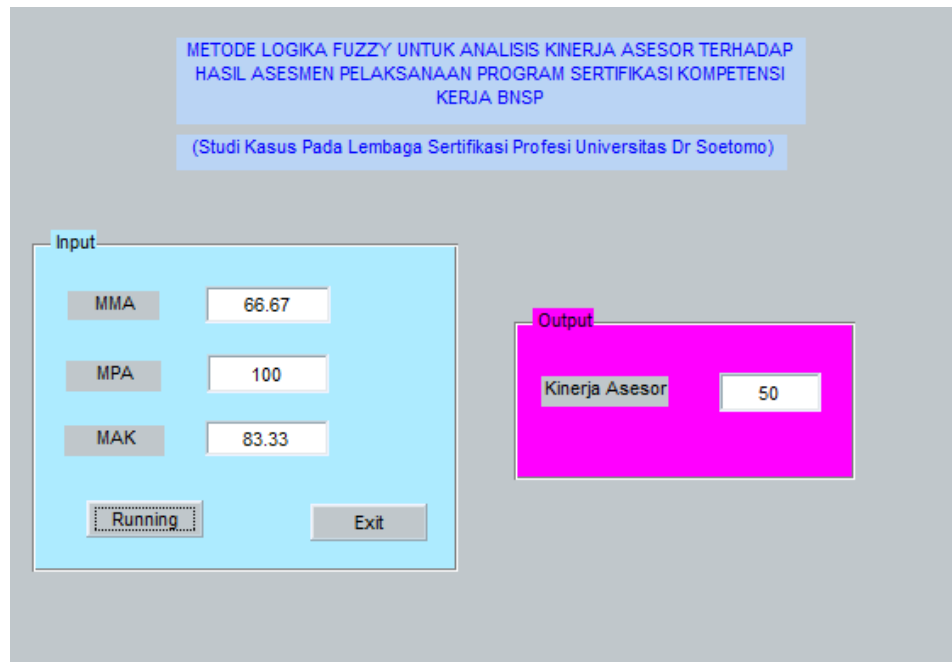 METODE LOGIKA FUZZY UNTUK ANALISIS KINERJA ASESOR TERHADAP
HASIL ASESMEN PELAKSANAAN PROGRAM SERTIFIKASI KOMPETENSI
KERJA BNSP
(Studi Kasus Pada Lembaga Sertifikasi Profesi Universitas Dr Soetomo)
Input
MMA 66.67
MPA 100
MAK 83.33
Running Exit
Output
Kinerja Asesor 50